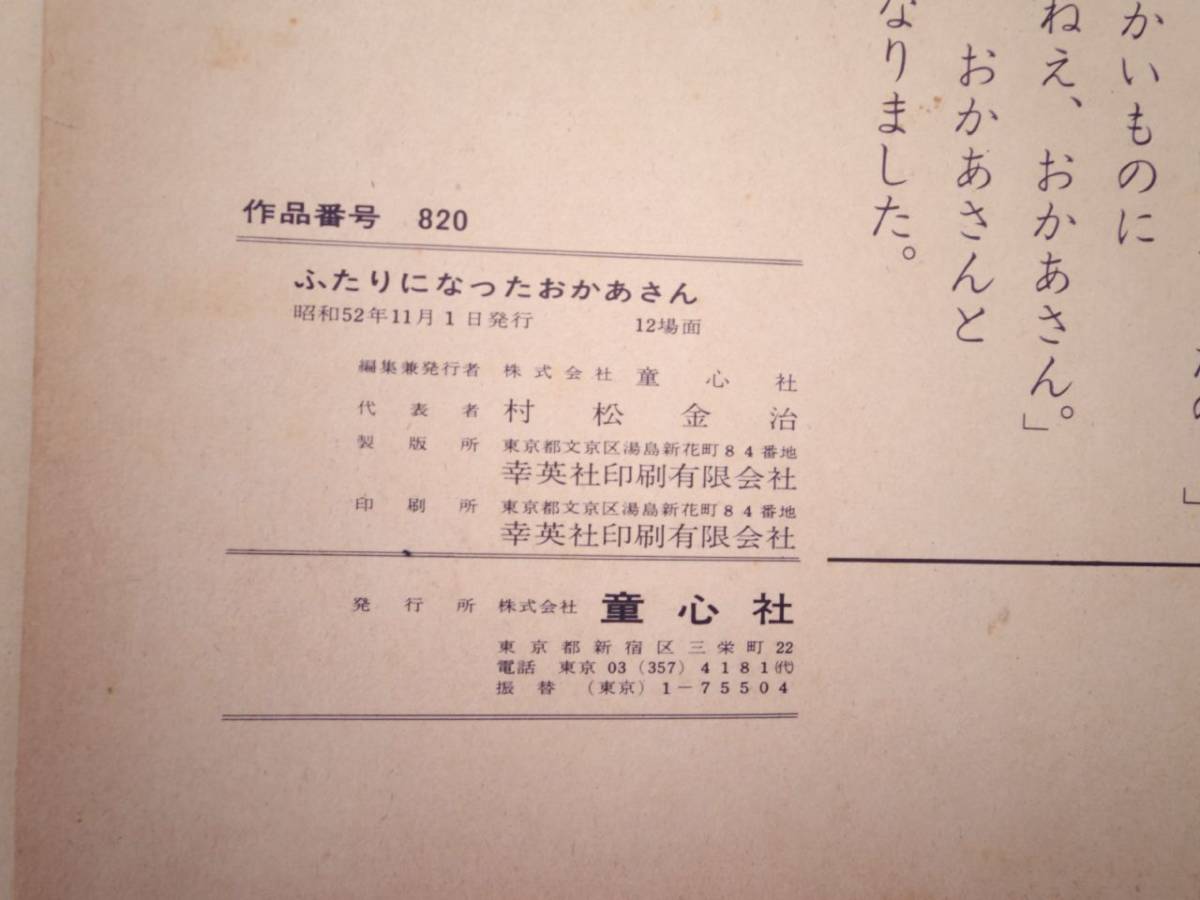 かいものに
ねえ、おかあさん。」
おかあさんと
なりました。
作品番号 820
ふたりになったおかあさん
昭和52年11月1日発行 12場面
編集兼発行者 株式会社 童心社
代表者 村松金治
製版所 東京都文京区湯島新花町84番地
幸英社印刷有限会社
印刷所 東京都文京区湯島新花町84番地
幸英社印刷有限会社
発行所 株式会社 童心社
東京都新宿区三栄町22
電話 東京 03 (357) 4181㈹
振替 (東京) 1-75504